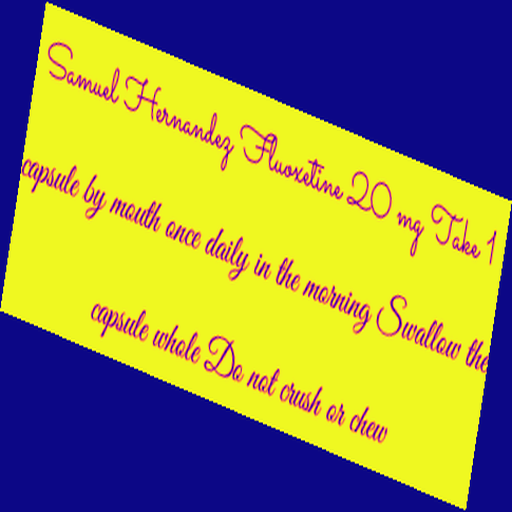 Samuel Hernandez Fluoxetine 20 mg Take 1
capsule by mouth once daily in the morning Swallow the
capsule whole Do not crush or chew